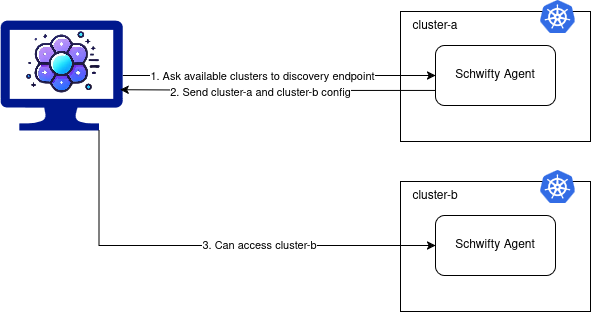 cluster-a
Schwifty Agent
1. Ask available clusters to discovery endpoint
2. Send cluster-a and cluster-b config
cluster-b
Schwifty Agent
3. Can access cluster-b